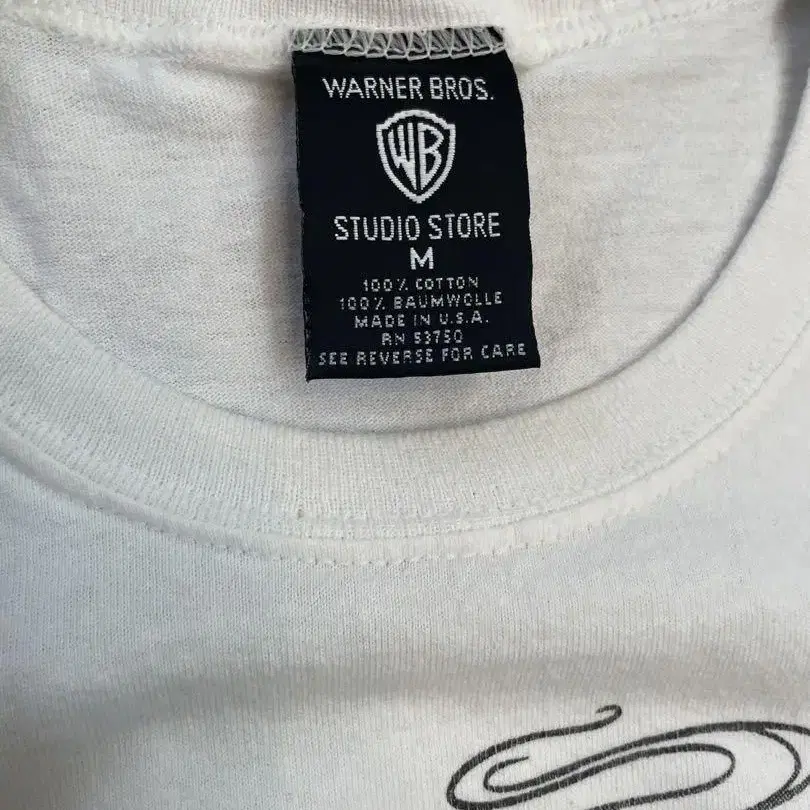 WARNER BROS.
WB
STUDIO STORE
M
100% COTTON
100% BAUMWOLLE
MADE IN U.S.A.
RN 53750
SEE REVERSE FOR CARE